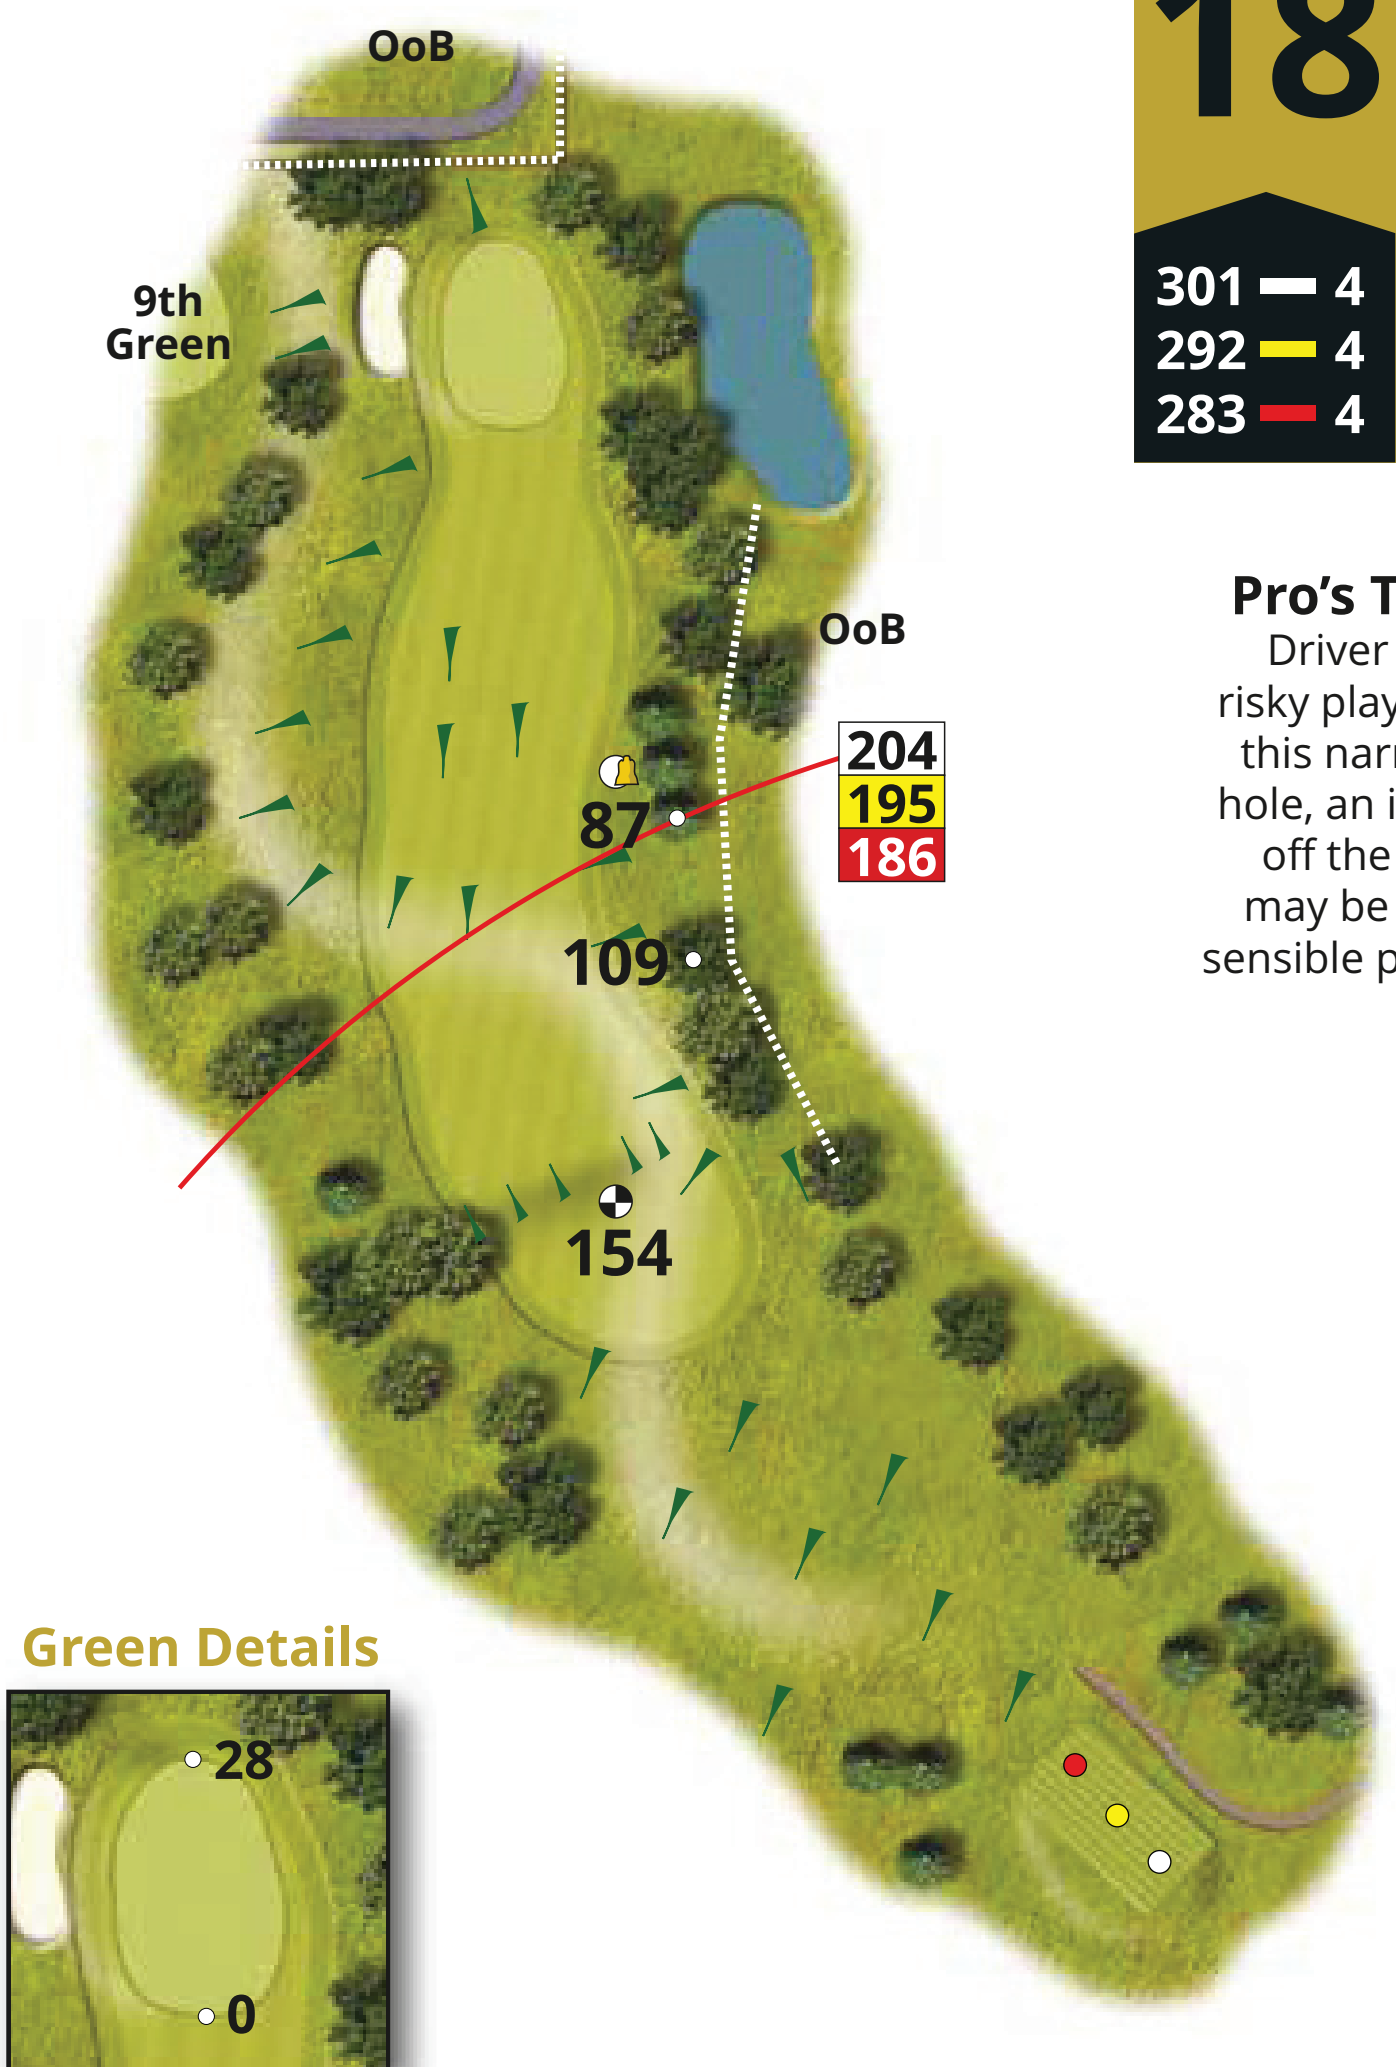 18
301 4
292 4
283 4
OoB
9th
Green
OoB
204
195
186
87
109
154
Pro's T
Driver
risky play
this narr
hole, an i
off the
may be
sensible p
Green Details
28
0